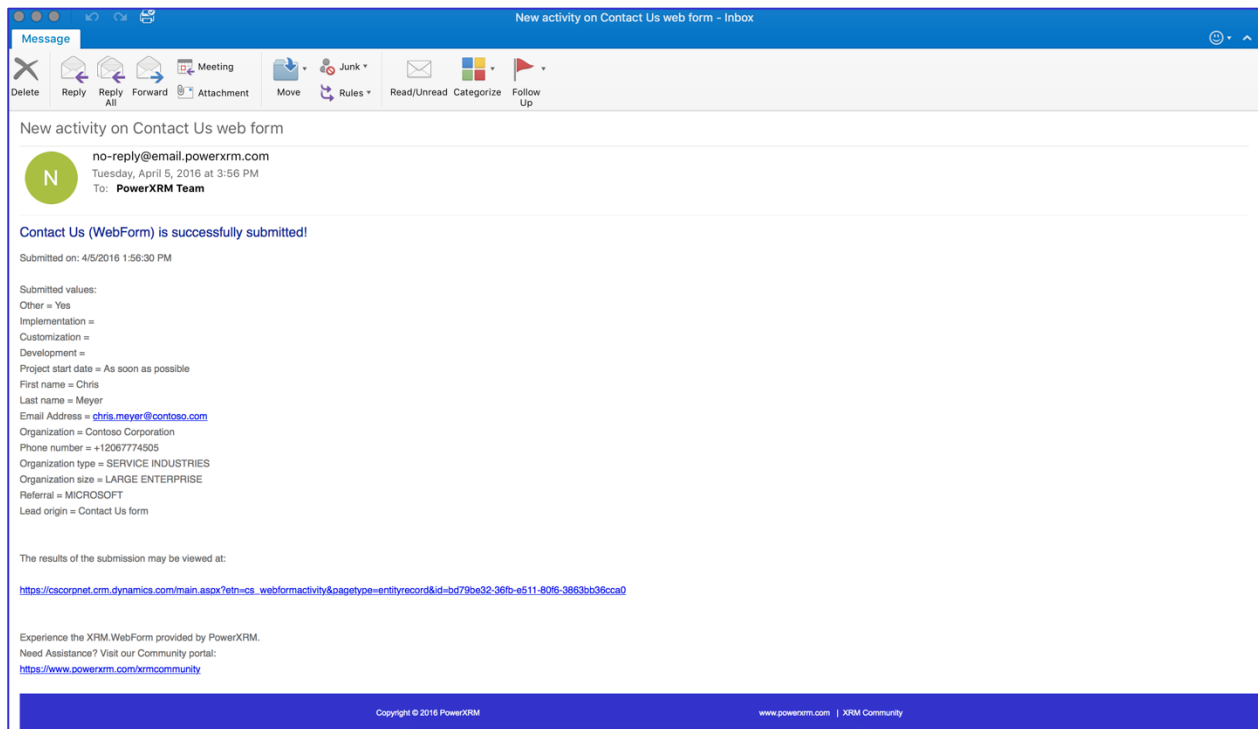 New activity on Contact Us web form - Inbox
Message
Delete
Reply
Reply All
Forward
Meeting
Attachment
Move
Junk
Rules
Read/Unread
Categorize
Follow Up
New activity on Contact Us web form
N
no-reply@email.powerxrm.com
Tuesday, April 5, 2016 at 3:56 PM
To: PowerXRM Team
Contact Us (WebForm) is successfully submitted!
Submitted on: 4/5/2016 1:56:30 PM
Submitted values:
Other = Yes
Implementation =
Customization =
Development =
Project start date = As soon as possible
First name = Chris
Last name = Meyer
Email Address = chris.meyer@contoso.com
Organization = Contoso Corporation
Phone number = +12067774505
Organization type = SERVICE INDUSTRIES
Organization size = LARGE ENTERPRISE
Referral = MICROSOFT
Lead origin = Contact Us form
The results of the submission may be viewed at:
https://cscorpnet.crm.dynamics.com/main.aspx?etn=cs_webformactivity&pagetype=entityrecord&id=bd79be32-36fb-e511-80f6-3863bb36cca0
Experience the XRM.WebForm provided by PowerXRM.
Need Assistance? Visit our Community portal:
https://www.powerxrm.com/xrmcommunity
Copyright © 2016 PowerXRM
www.powerxrm.com | XRM Community